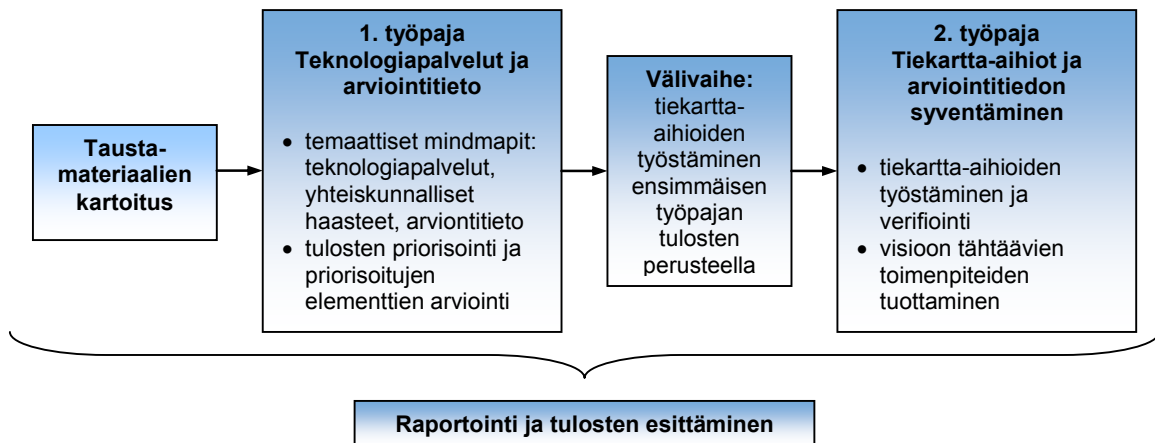 Tausta-
materiaalien
kartoitus
1. työpaja
Teknologiapalvelut ja
arviointitieto
• temaattiset mindmapit:
teknologiapalvelut,
yhteiskunnalliset
haasteet, arviontitieto
• tulosten priorisointi ja
priorisoitujen
elementtien arviointi
Välivaihe:
tiekartta-
aihioiden
työstäminen
ensimmäisen
työpajan
tulosten
perusteella
2. työpaja
Tiekartta-aihiot ja
arviointitiedon
syventäminen
• tiekartta-aihioiden
työstäminen ja
verifiointi
• visioon tähtäävien
toimenpiteiden
tuottaminen
Raportointi ja tulosten esittäminen